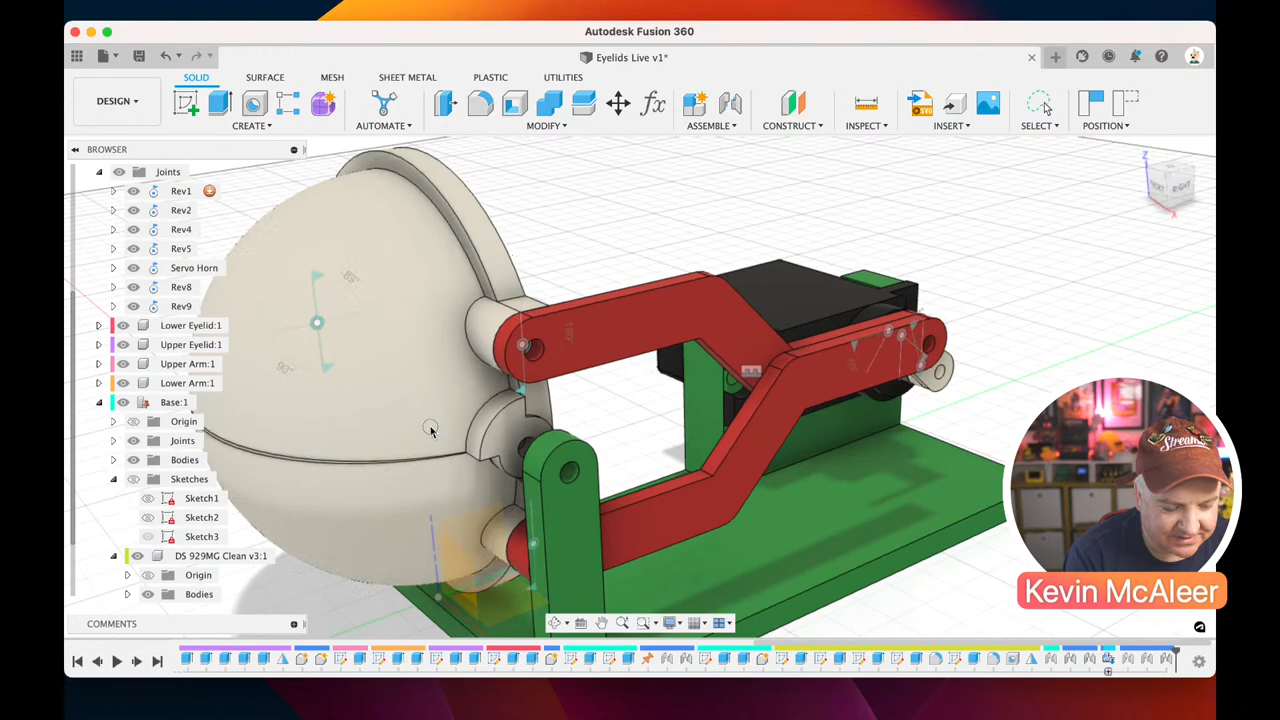 Autodesk Fusion 360
Eyelids Live v1*
SOLID SURFACE MESH SHEET METAL PLASTIC UTILITIES
DESIGN
CREATE AUTOMATE MODIFY ASSEMBLE CONSTRUCT INSPECT INSERT SELECT POSITION
BROWSER
Joints
Rev1
Rev2
Rev4
Rev5
Servo Horn
Rev8
Rev9
Lower Eyelid:1
Upper Eyelid:1
Upper Arm:1
Lower Arm:1
Base:1
Origin
Joints
Bodies
Sketches
Sketch1
Sketch2
Sketch3
DS 929MG Clean v3:1
Origin
Bodies
COMMENTS
Z
RIGHT
X
Streams
Kevin McAleer